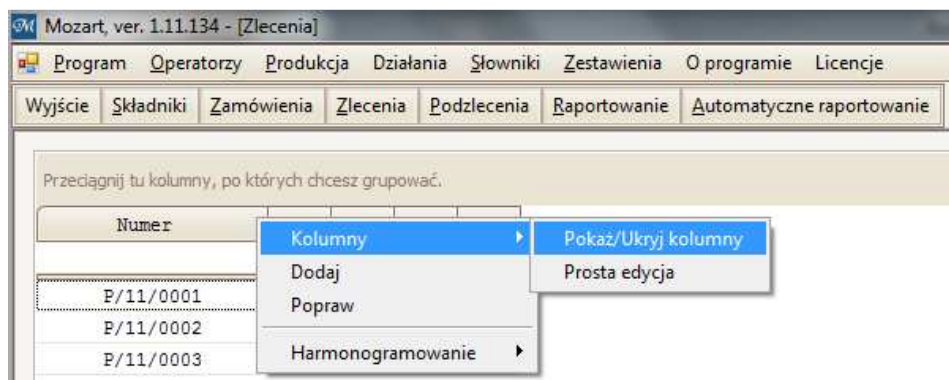 Mozart, ver. 1.11.134 - [Zlecenia]
Program Operatorzy Produkcja Działania Słowniki Zestawienia O programie Licencje
Wyjście Składniki Zamówienia Zlecenia Podzlecenia Raportowanie Automatyczne raportowanie
Przeciągnij tu kolumny, po których chcesz grupować.
Numer
Kolumny Pokaż/Ukryj kolumny
Dodaj Prosta edycja
P/11/0001
Popraw
P/11/0002
P/11/0003 Harmonogramowanie